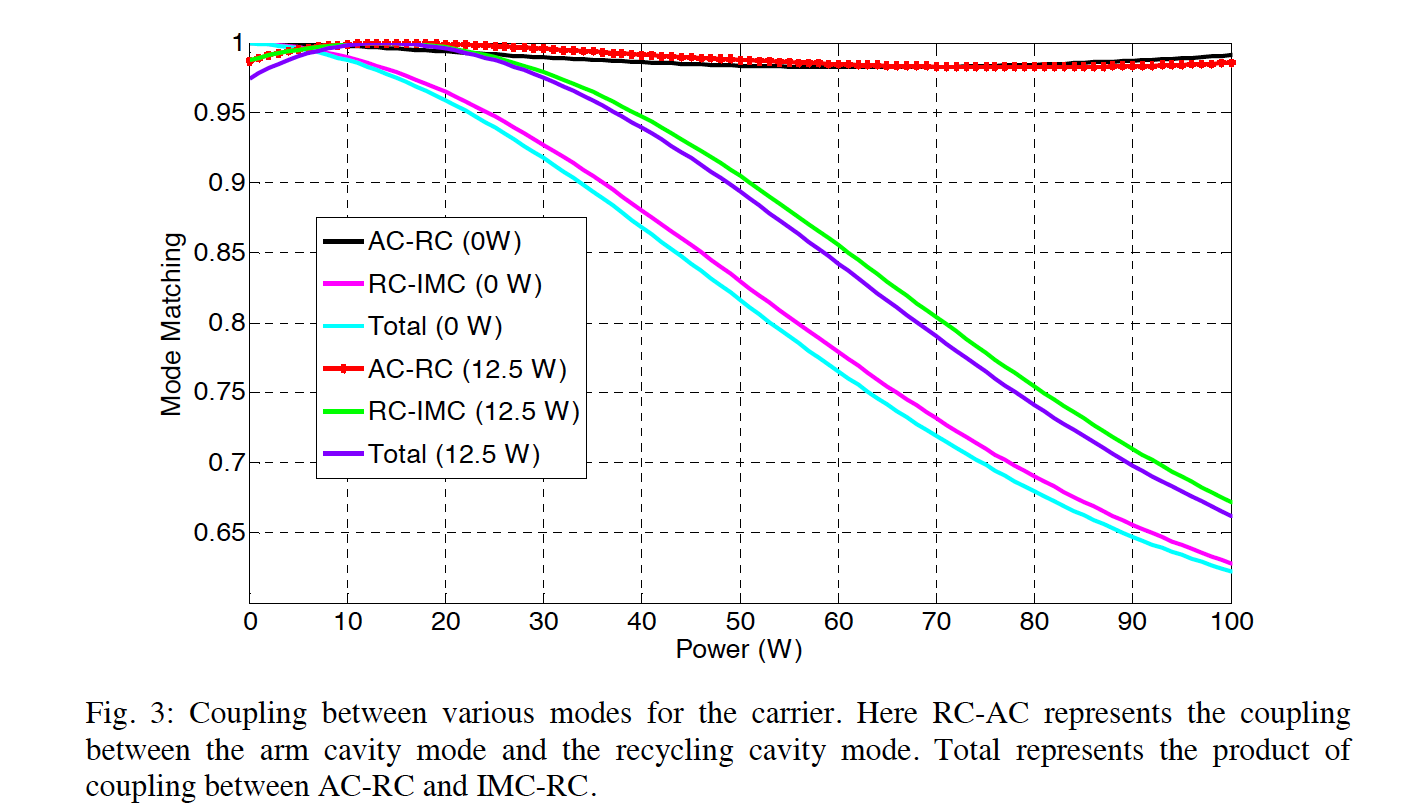 1
0.95
0.9
0.85
0.8
0.75
0.7
0.65
Mode Matching
AC-RC (0W)
RC-IMC (0 W)
Total (0 W)
AC-RC (12.5 W)
RC-IMC (12.5 W)
Total (12.5 W)
0 10 20 30 40 50 60 70 80 90 100
Power (W)
Fig. 3: Coupling between various modes for the carrier. Here RC-AC represents the coupling
between the arm cavity mode and the recycling cavity mode. Total represents the product of
coupling between AC-RC and IMC-RC.